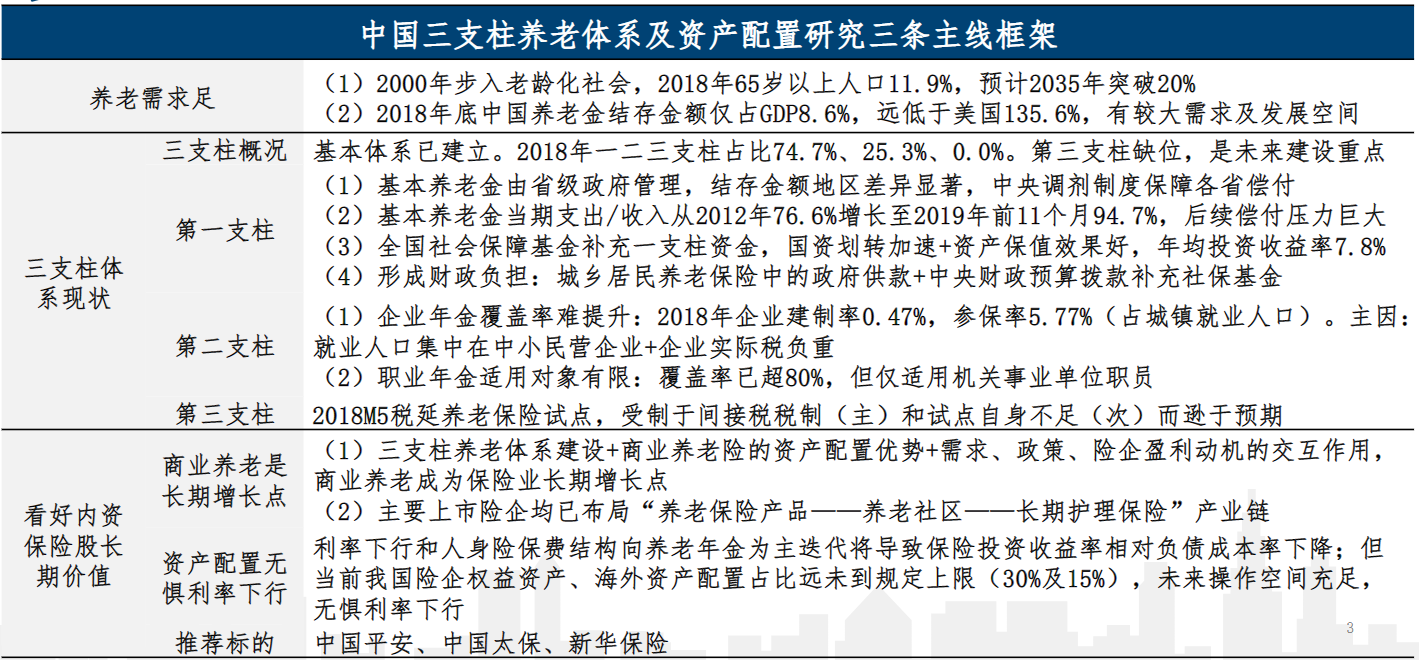 中国三支柱养老体系及资产配置研究三条主线框架
养老需求足
（1）2000年步入老龄化社会，2018年65岁以上人口11.9%，预计2035年突破20%
（2）2018年底中国养老金结存金额仅占GDP8.6%，远低于美国135.6%，有较大需求及发展空间
三支柱体
系现状
三支柱概况
基本体系已建立。2018年一二三支柱占比74.7%、25.3%、0.0%。第三支柱缺位，是未来建设重点
第一支柱
（1）基本养老金由省级政府管理，结存金额地区差异显著，中央调剂制度保障各省偿付
（2）基本养老金当期支出/收入从2012年76.6%增长至2019年前11个月94.7%，后续偿付压力巨大
（3）全国社会保障基金补充一支柱资金，国资划转加速+资产保值效果好，年均投资收益率7.8%
（4）形成财政负担：城乡居民养老保险中的政府供款+中央财政预算拨款补充社保基金
第二支柱
（1）企业年金覆盖率难提升：2018年企业建制率0.47%，参保率5.77%（占城镇就业人口）。主因：
就业人口集中在中小民营企业+企业实际税负重
（2）职业年金适用对象有限：覆盖率已超80%，但仅适用机关事业单位职员
第三支柱
2018M5税延养老保险试点，受制于间接税税制（主）和试点自身不足（次）而逊于预期
看好内资
保险股长
期价值
商业养老是
长期增长点
（1）三支柱养老体系建设+商业养老险的资产配置优势+需求、政策、险企盈利动机的交互作用，
商业养老成为保险业长期增长点
（2）主要上市险企均已布局“养老保险产品——养老社区——长期护理保险”产业链
资产配置无
惧利率下行
利率下行和人身险保费结构向养老年金为主迭代将导致保险投资收益率相对负债成本率下降；但
当前我国险企权益资产、海外资产配置占比远未到规定上限（30%及15%），未来操作空间充足，
无惧利率下行
推荐标的
中国平安、中国太保、新华保险
3